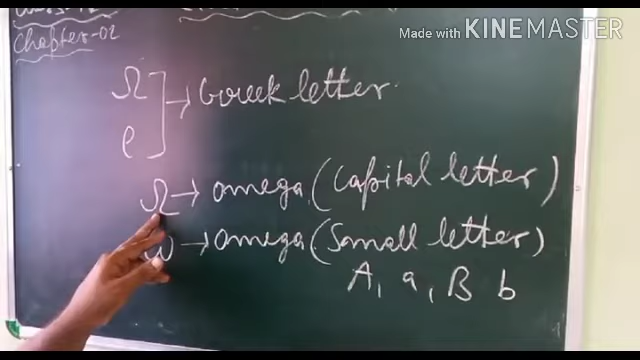 Made with KINEMASTER
Chapter-02
Ω
ρ → Greek letter.
Ω → omega (Capital letter)
ω → omega (Small letter)
A, a, B b